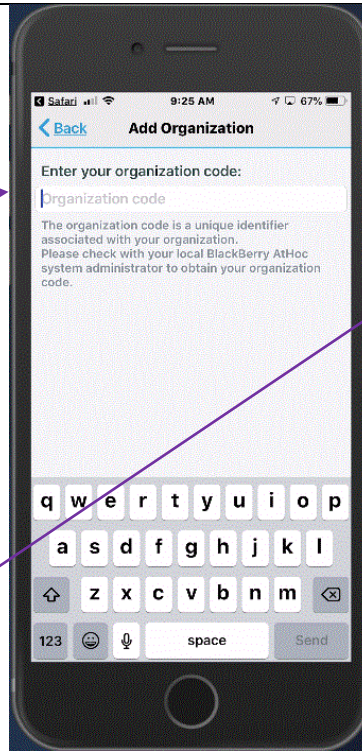 Safari 9:25 AM 67%
Back Add Organization
Enter your organization code:
Organization code
The organization code is a unique identifier
associated with your organization.
Please check with your local BlackBerry AtHoc
system administrator to obtain your organization
code.
q w e r t y u i o p
a s d f g h j k l
z x c v b n m
123 space Send